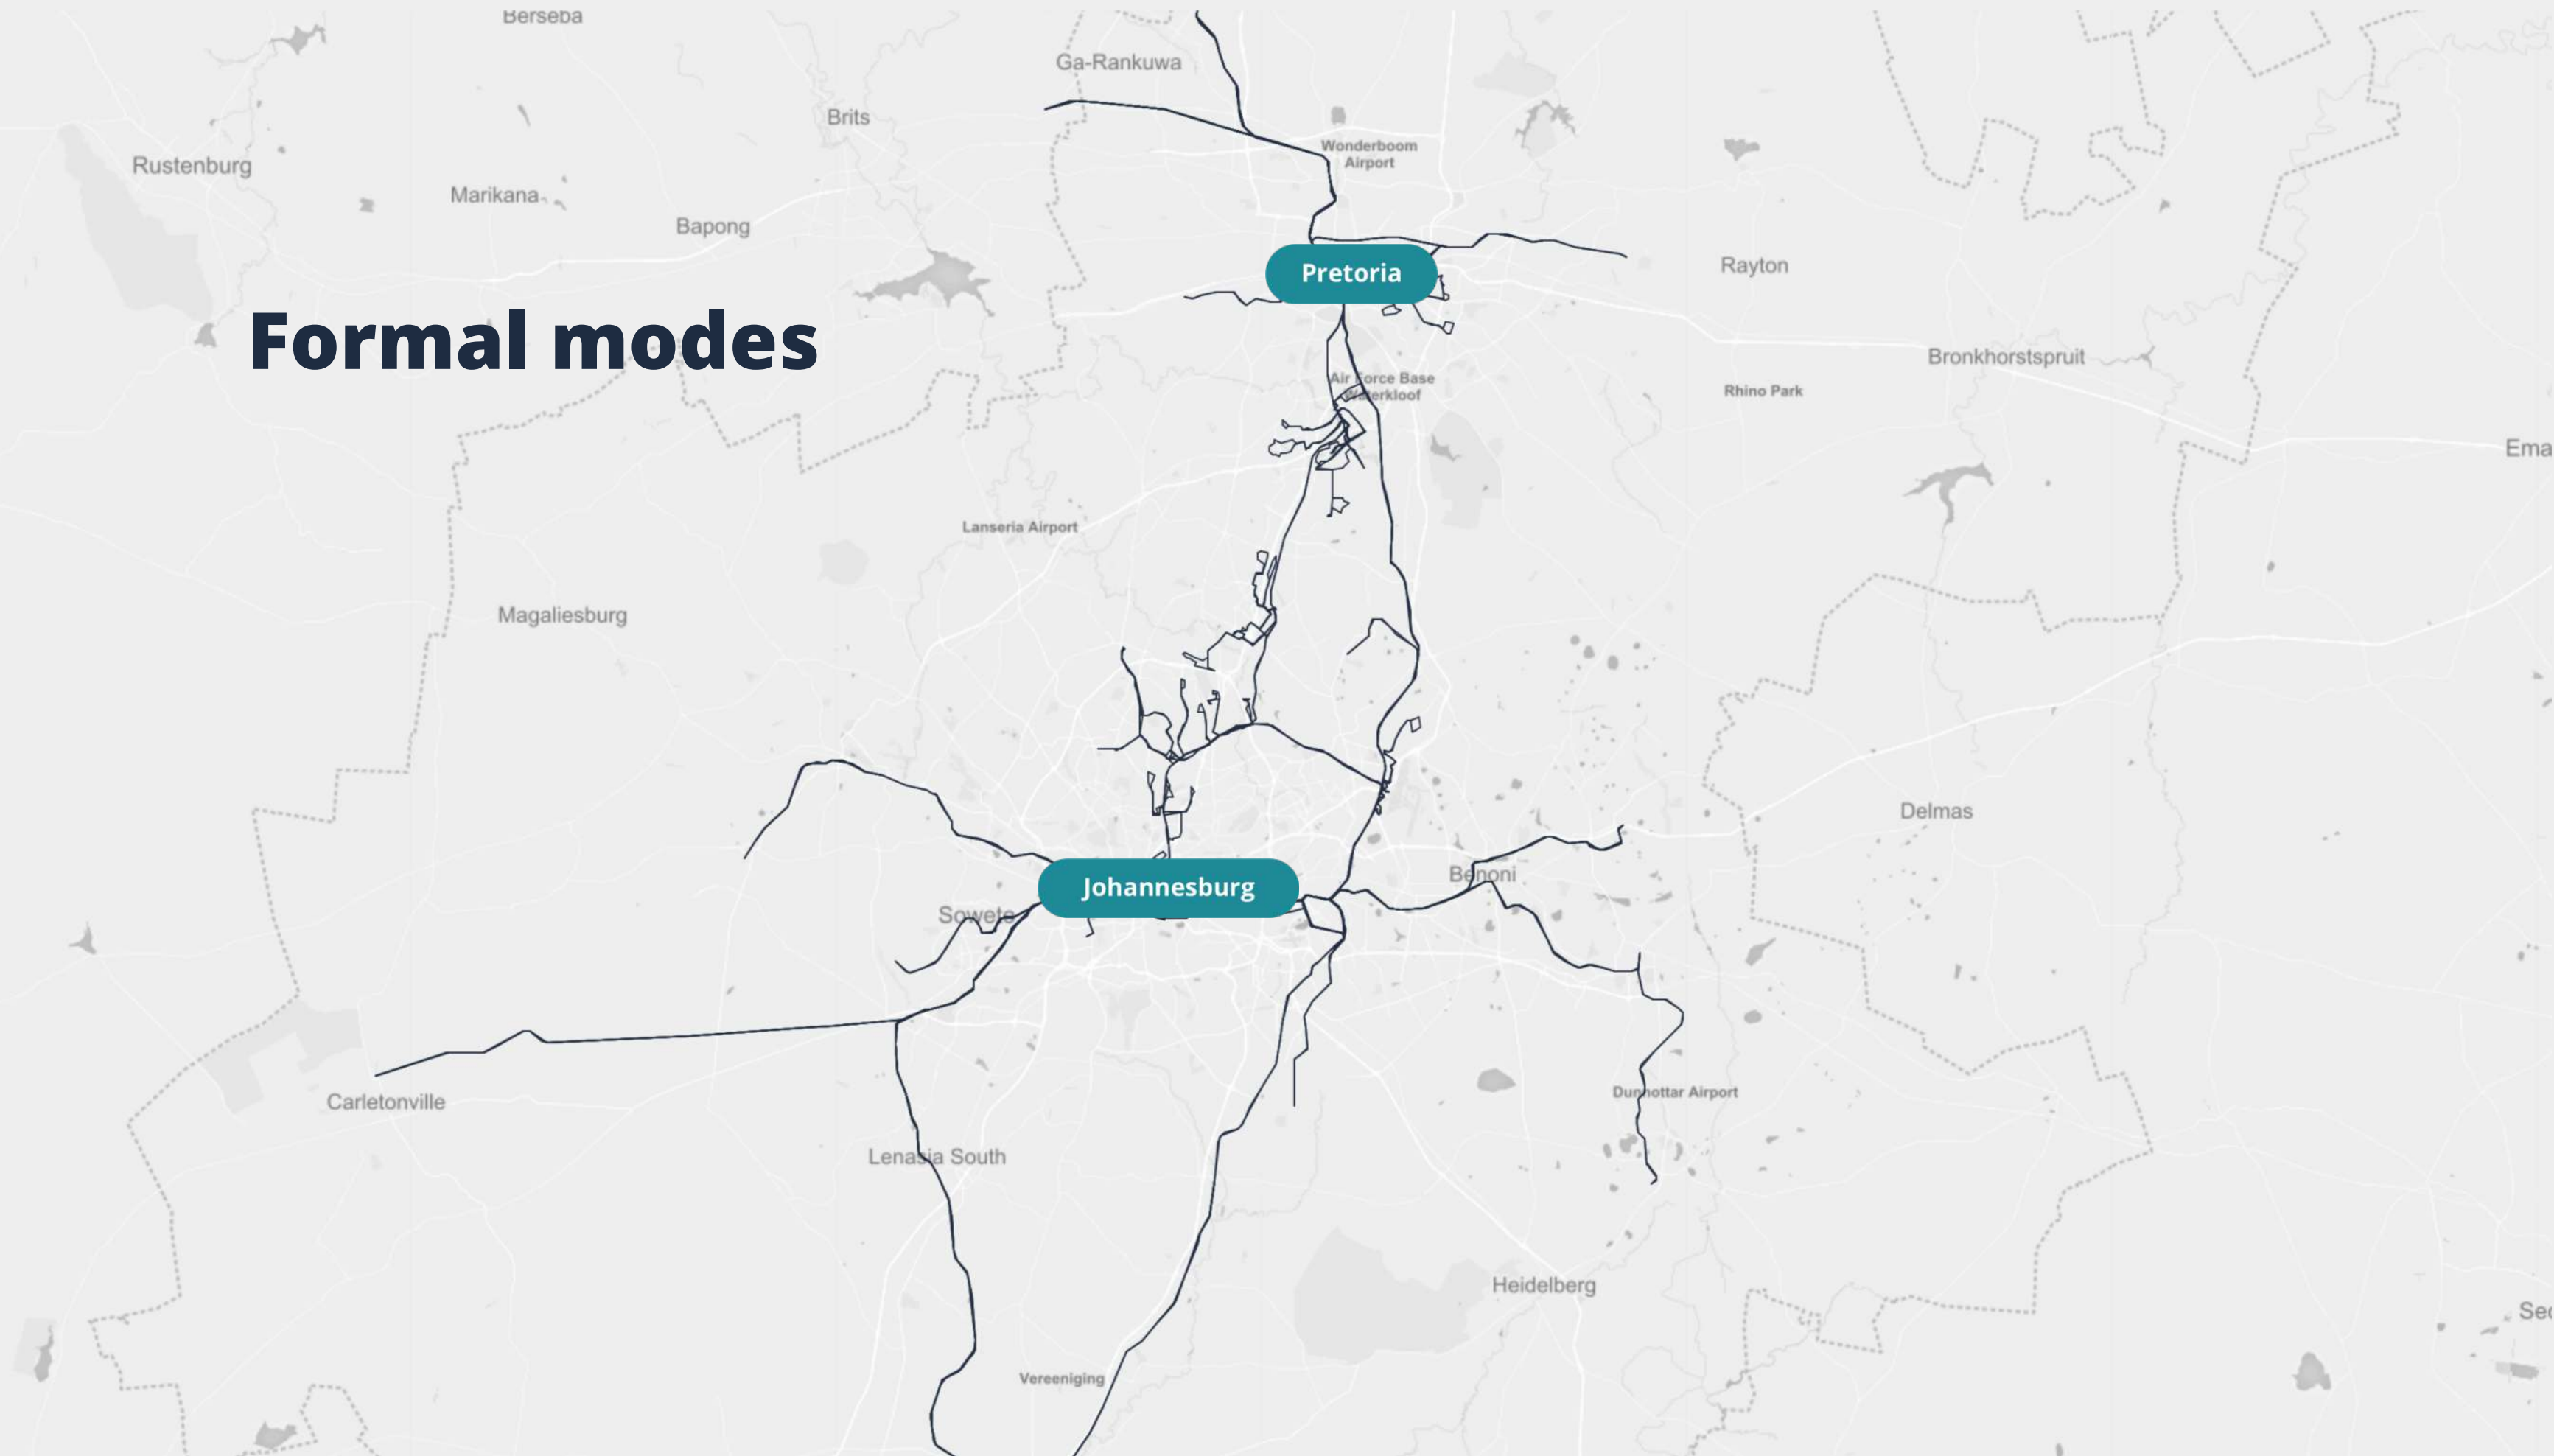 Berseba
Ga-Rankuwa
Brits
Wonderboom
Airport
Rustenburg
Marikana
Bapong
Pretoria
Rayton
Formal modes
Bronkhorstspruit
Air Force Base
Waterkloof
Rhino Park
Ema
Lanseria Airport
Magaliesburg
Delmas
Benoni
Johannesburg
Soweto
Dunnottar Airport
Carletonville
Lenasia South
Heidelberg
Vereeniging